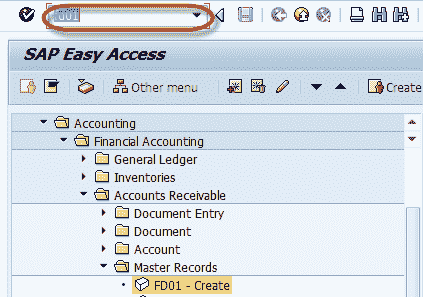 SAP Easy Access
Other menu
Create
Accounting
Financial Accounting
General Ledger
Inventories
Accounts Receivable
Document Entry
Document
Account
Master Records
FD01 - Create